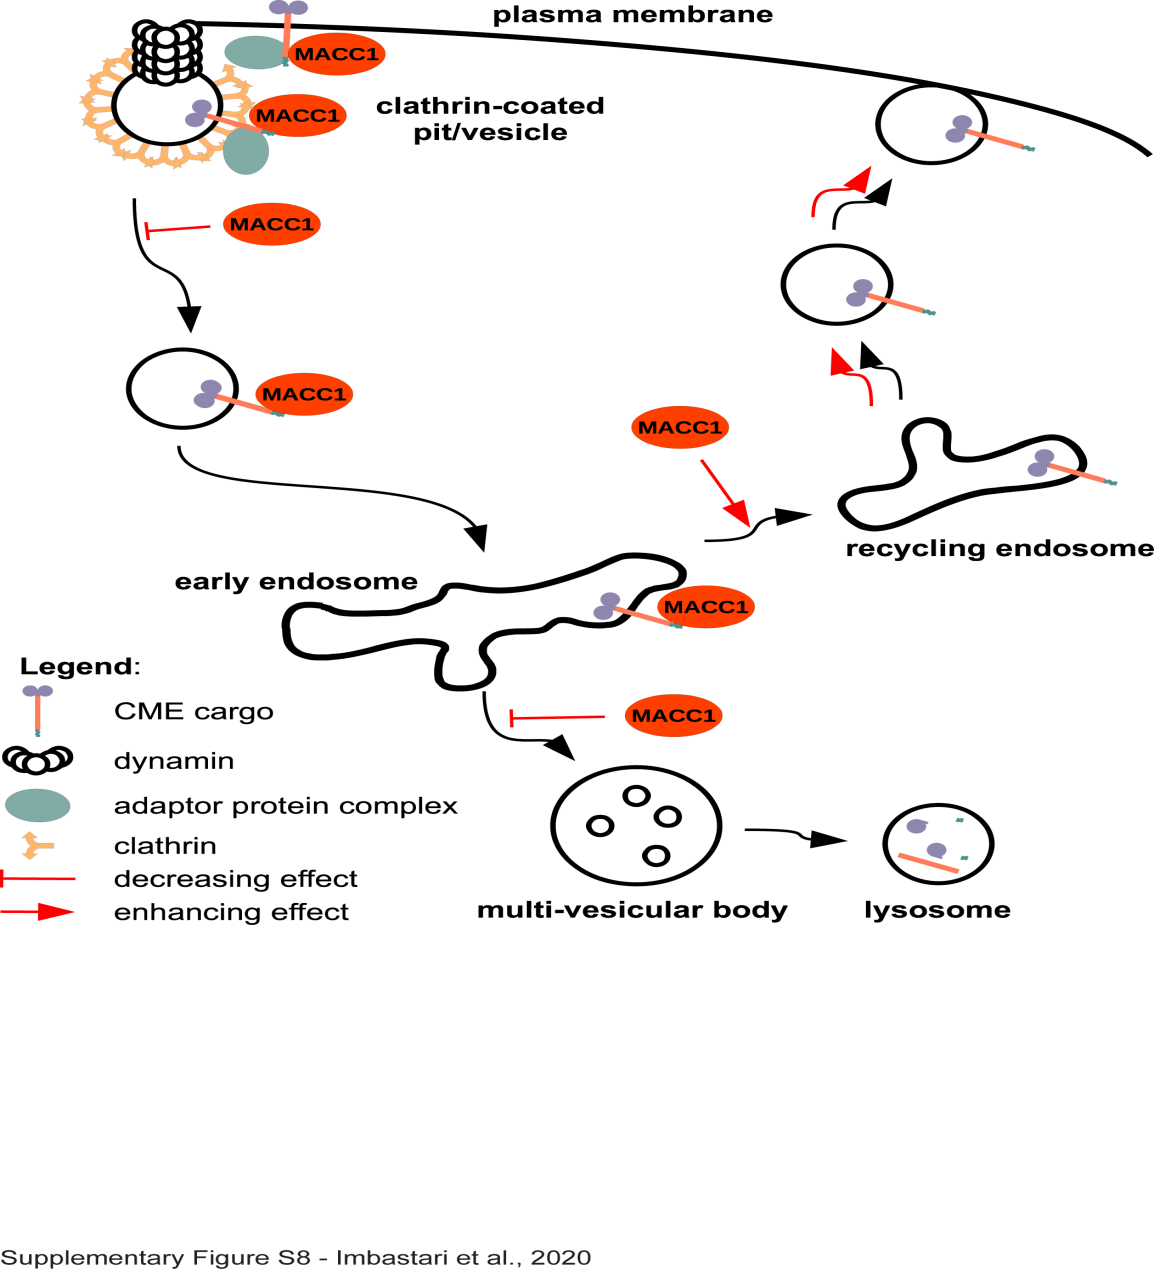 plasma membrane
MACC1
MACC1
clathrin-coated
pit/vesicle
MACC1
MACC1
MACC1
recycling endosome
early endosome
MACC1
Legend:
CME cargo
MACC1
dynamin
adaptor protein complex
clathrin
decreasing effect
enhancing effect
multi-vesicular body
lysosome
Supplementary Figure S8 - Imbastari et al., 2020